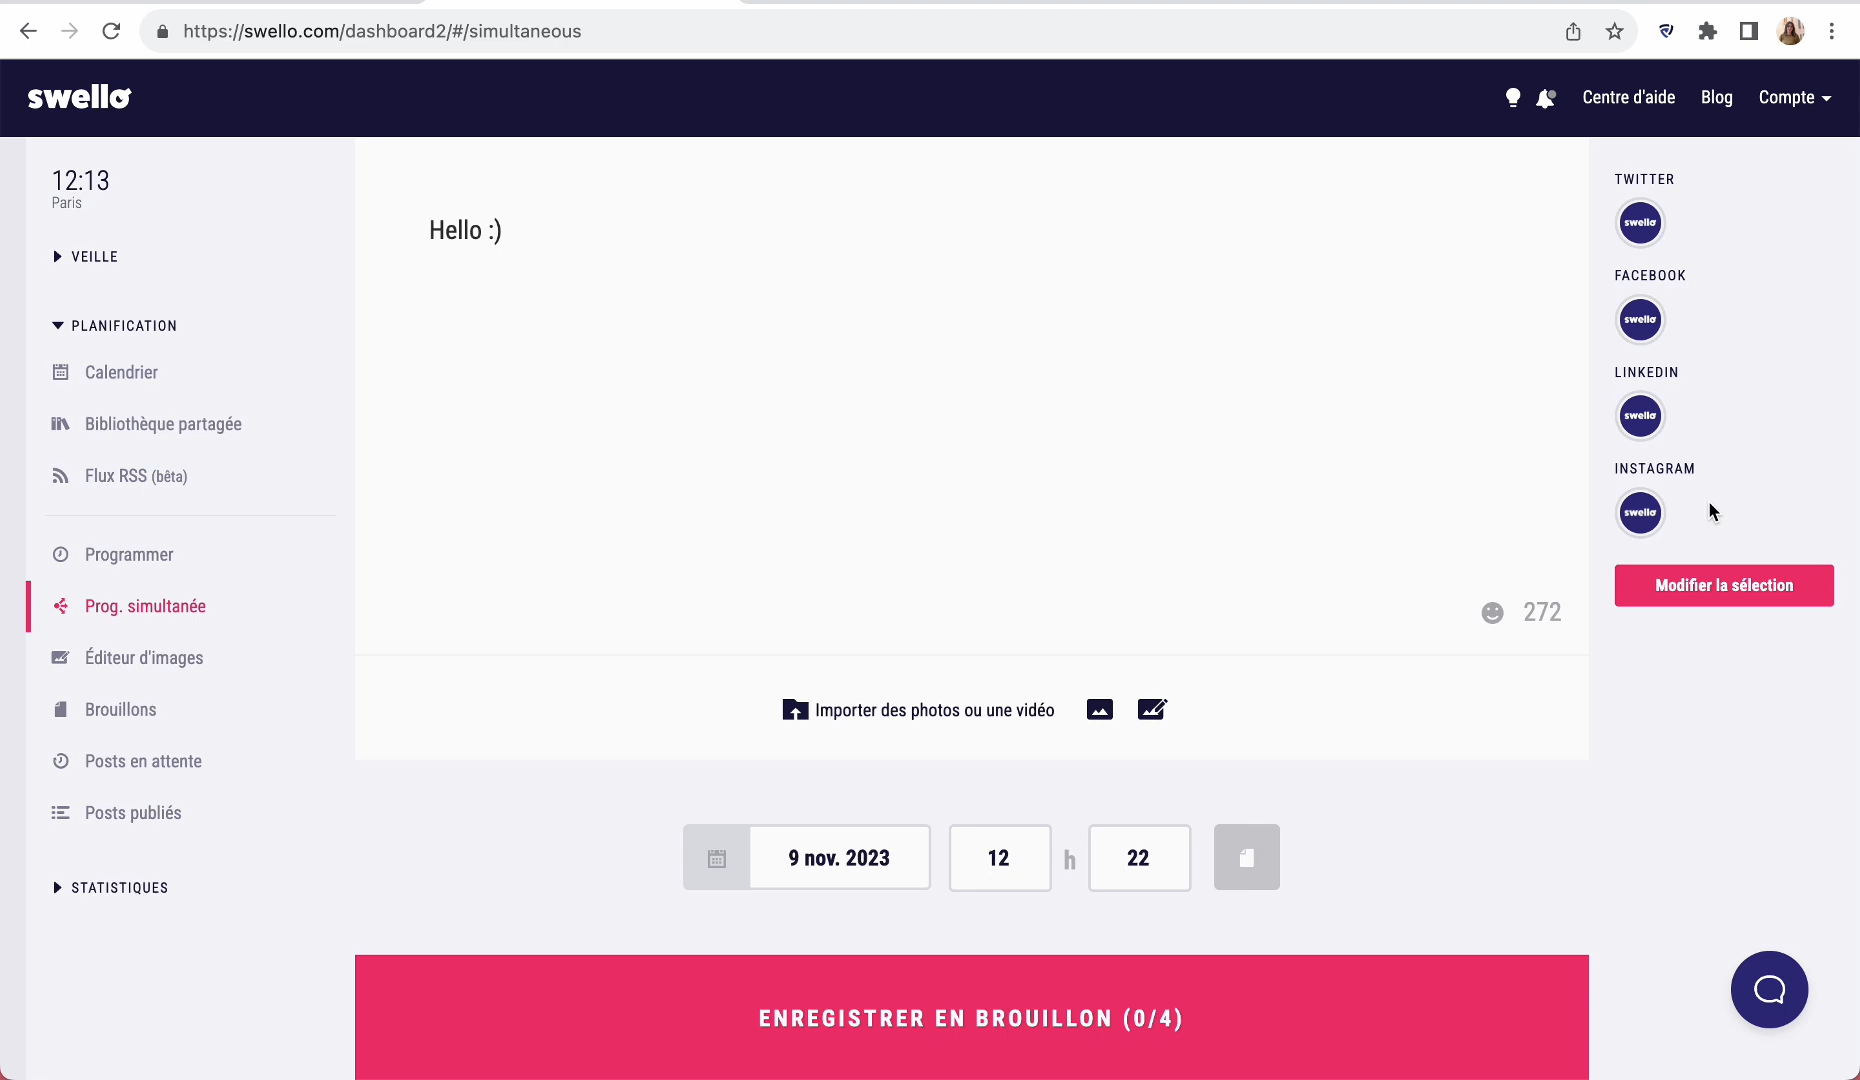 https://swello.com/dashboard2/#/simultaneous
swello
Centre d'aide
Blog
Compte
12:13
Paris
VEILLE
PLANIFICATION
Calendrier
Bibliothèque partagée
Flux RSS (bêta)
Programmer
Prog. simultanée
Éditeur d'images
Brouillons
Posts en attente
Posts publiés
STATISTIQUES
Hello :)
272
Importer des photos ou une vidéo
9 nov. 2023
12
h
22
ENREGISTRER EN BROUILLON (0/4)
TWITTER
swello
FACEBOOK
swello
LINKEDIN
swello
INSTAGRAM
swello
Modifier la sélection